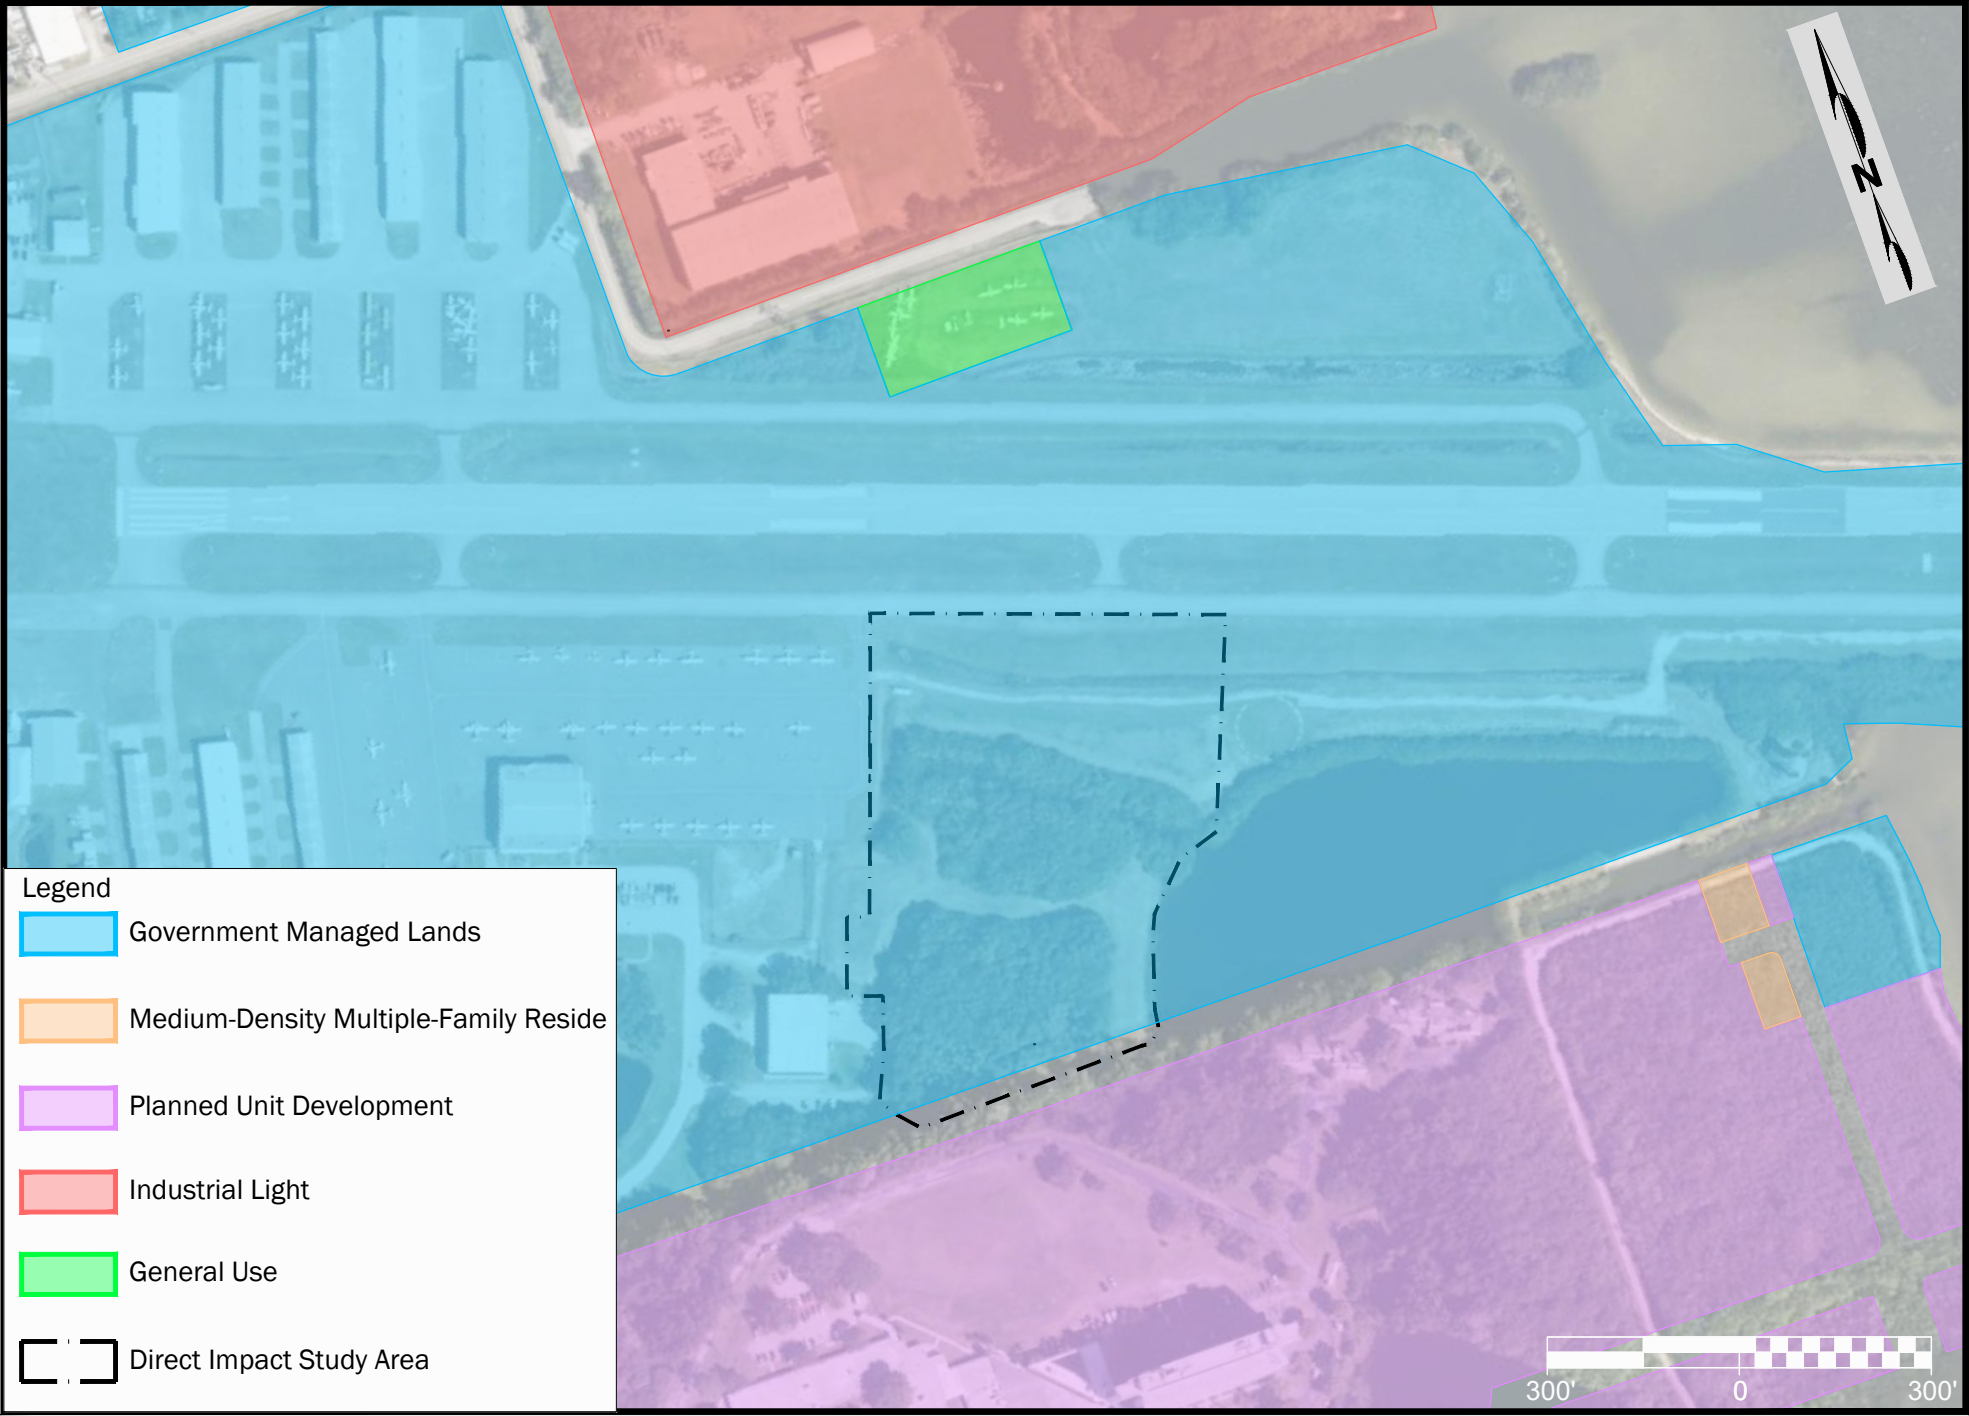 N
Legend
Government Managed Lands
Medium-Density Multiple-Family Reside
Planned Unit Development
Industrial Light
General Use
Direct Impact Study Area
300' 0 300'